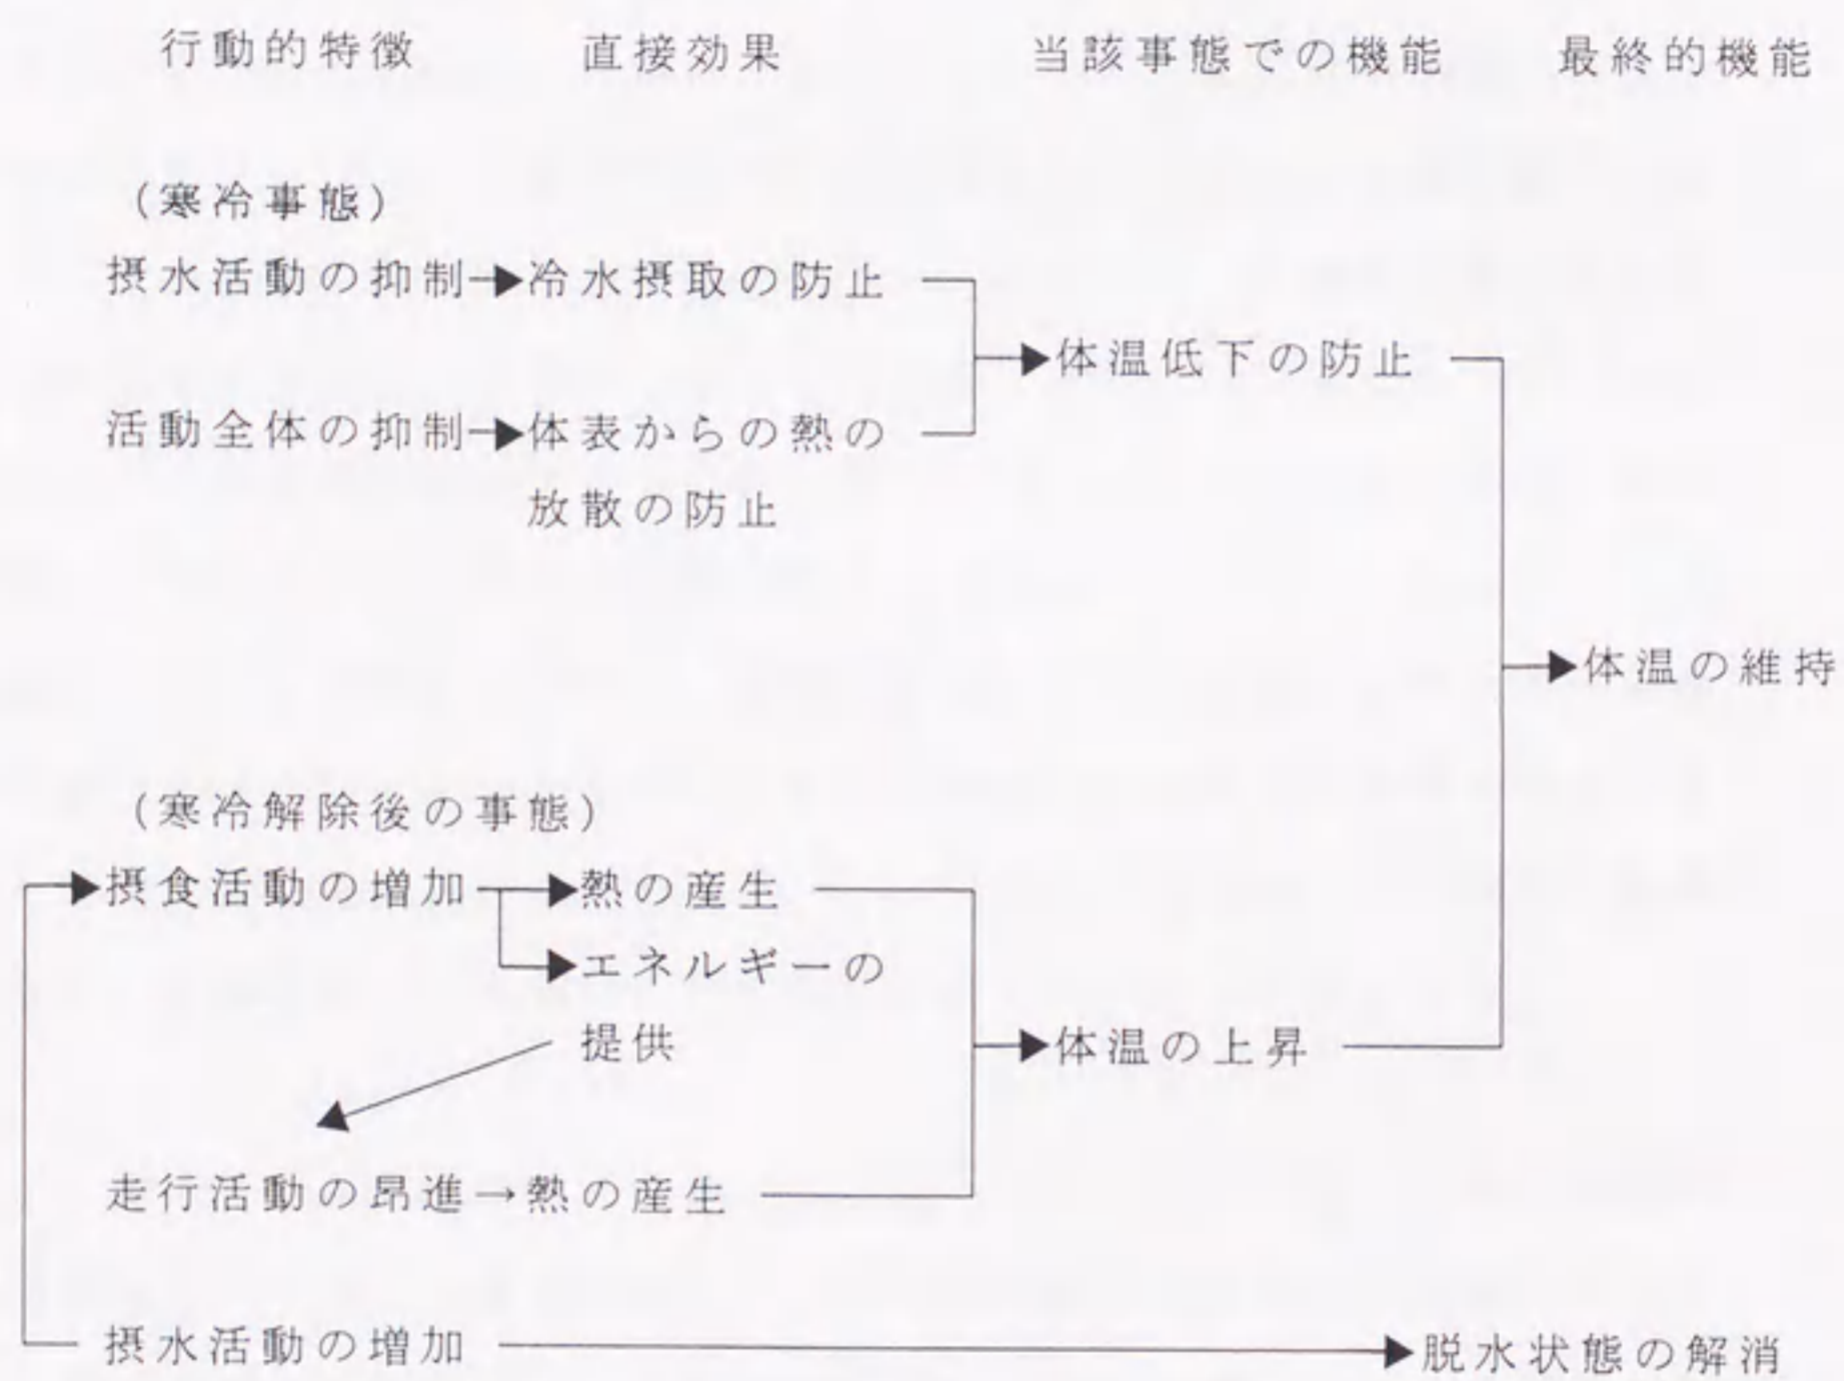 行動的特徴 直接効果 当該事態での機能 最終的機能
（寒冷事態）
摂水活動の抑制 冷水摂取の防止
体温低下の防止
活動全体の抑制 体表からの熱の
放散の防止
体温の維持
（寒冷解除後の事態）
摂食活動の増加 熱の産生
エネルギーの
提供 体温の上昇
走行活動の昂進→熱の産生
摂水活動の増加 脱水状態の解消